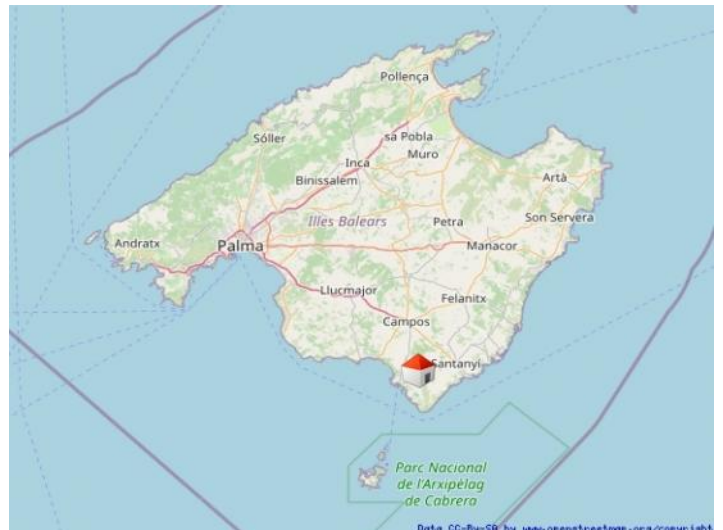 Pollença
sa Pobla
Sóller
Muro
Inca
Binissalem
Artà
Illes Balears
Petra
Son Servera
Andratx
Palma
Manacor
Llucmajor
Felanitx
Campos
Santanyí
Parc Nacional
de l'Arxipèlag
de Cabrera
Data CC-By-SA by www.openstreetmap.org/copyright